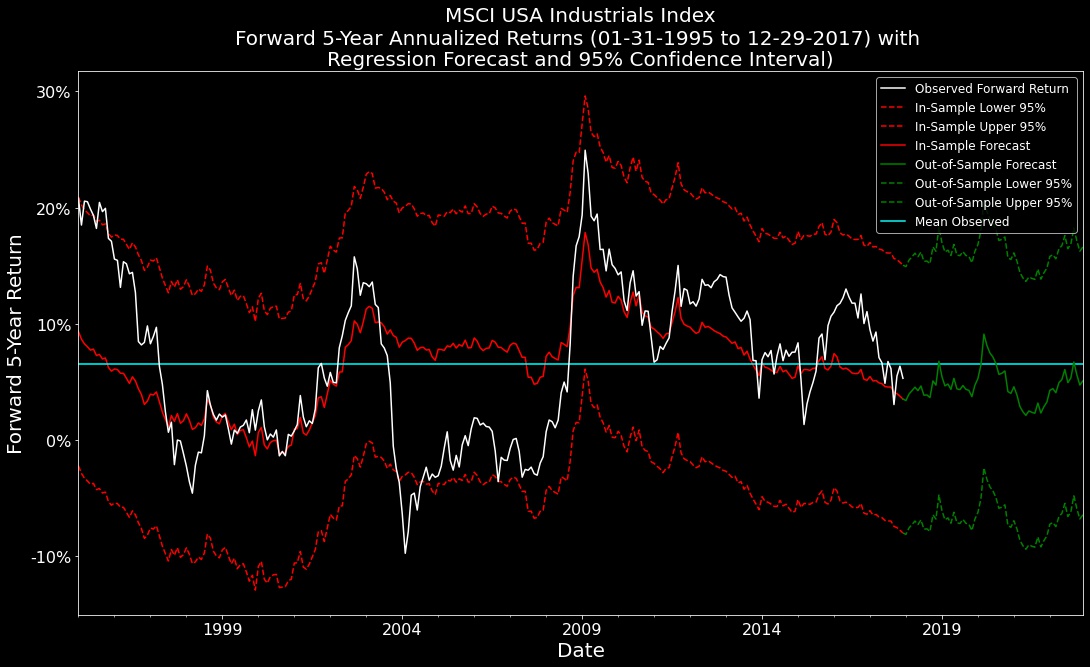 MSCI USA Industrials Index
Forward 5-Year Annualized Returns (01-31-1995 to 12-29-2017) with
Regression Forecast and 95% Confidence Interval)
Observed Forward Return
In-Sample Lower 95%
In-Sample Upper 95%
In-Sample Forecast
Out-of-Sample Forecast
Out-of-Sample Lower 95%
Out-of-Sample Upper 95%
Mean Observed
Forward 5-Year Return
30%
20%
10%
0%
-10%
1999
2004
2009
2014
2019
Date